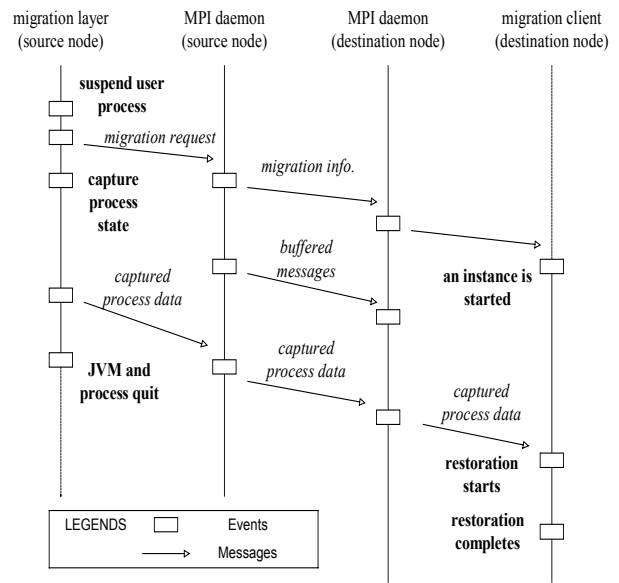 migration layer
(source node)
MPI daemon
(source node)
MPI daemon
(destination node)
migration client
(destination node)
suspend user
process
migration request
migration info.
capture
process
state
buffered
messages
an instance is
started
captured
process data
captured
process data
JVM and
process quit
captured
process data
restoration
starts
restoration
completes
LEGENDS
Events
Messages